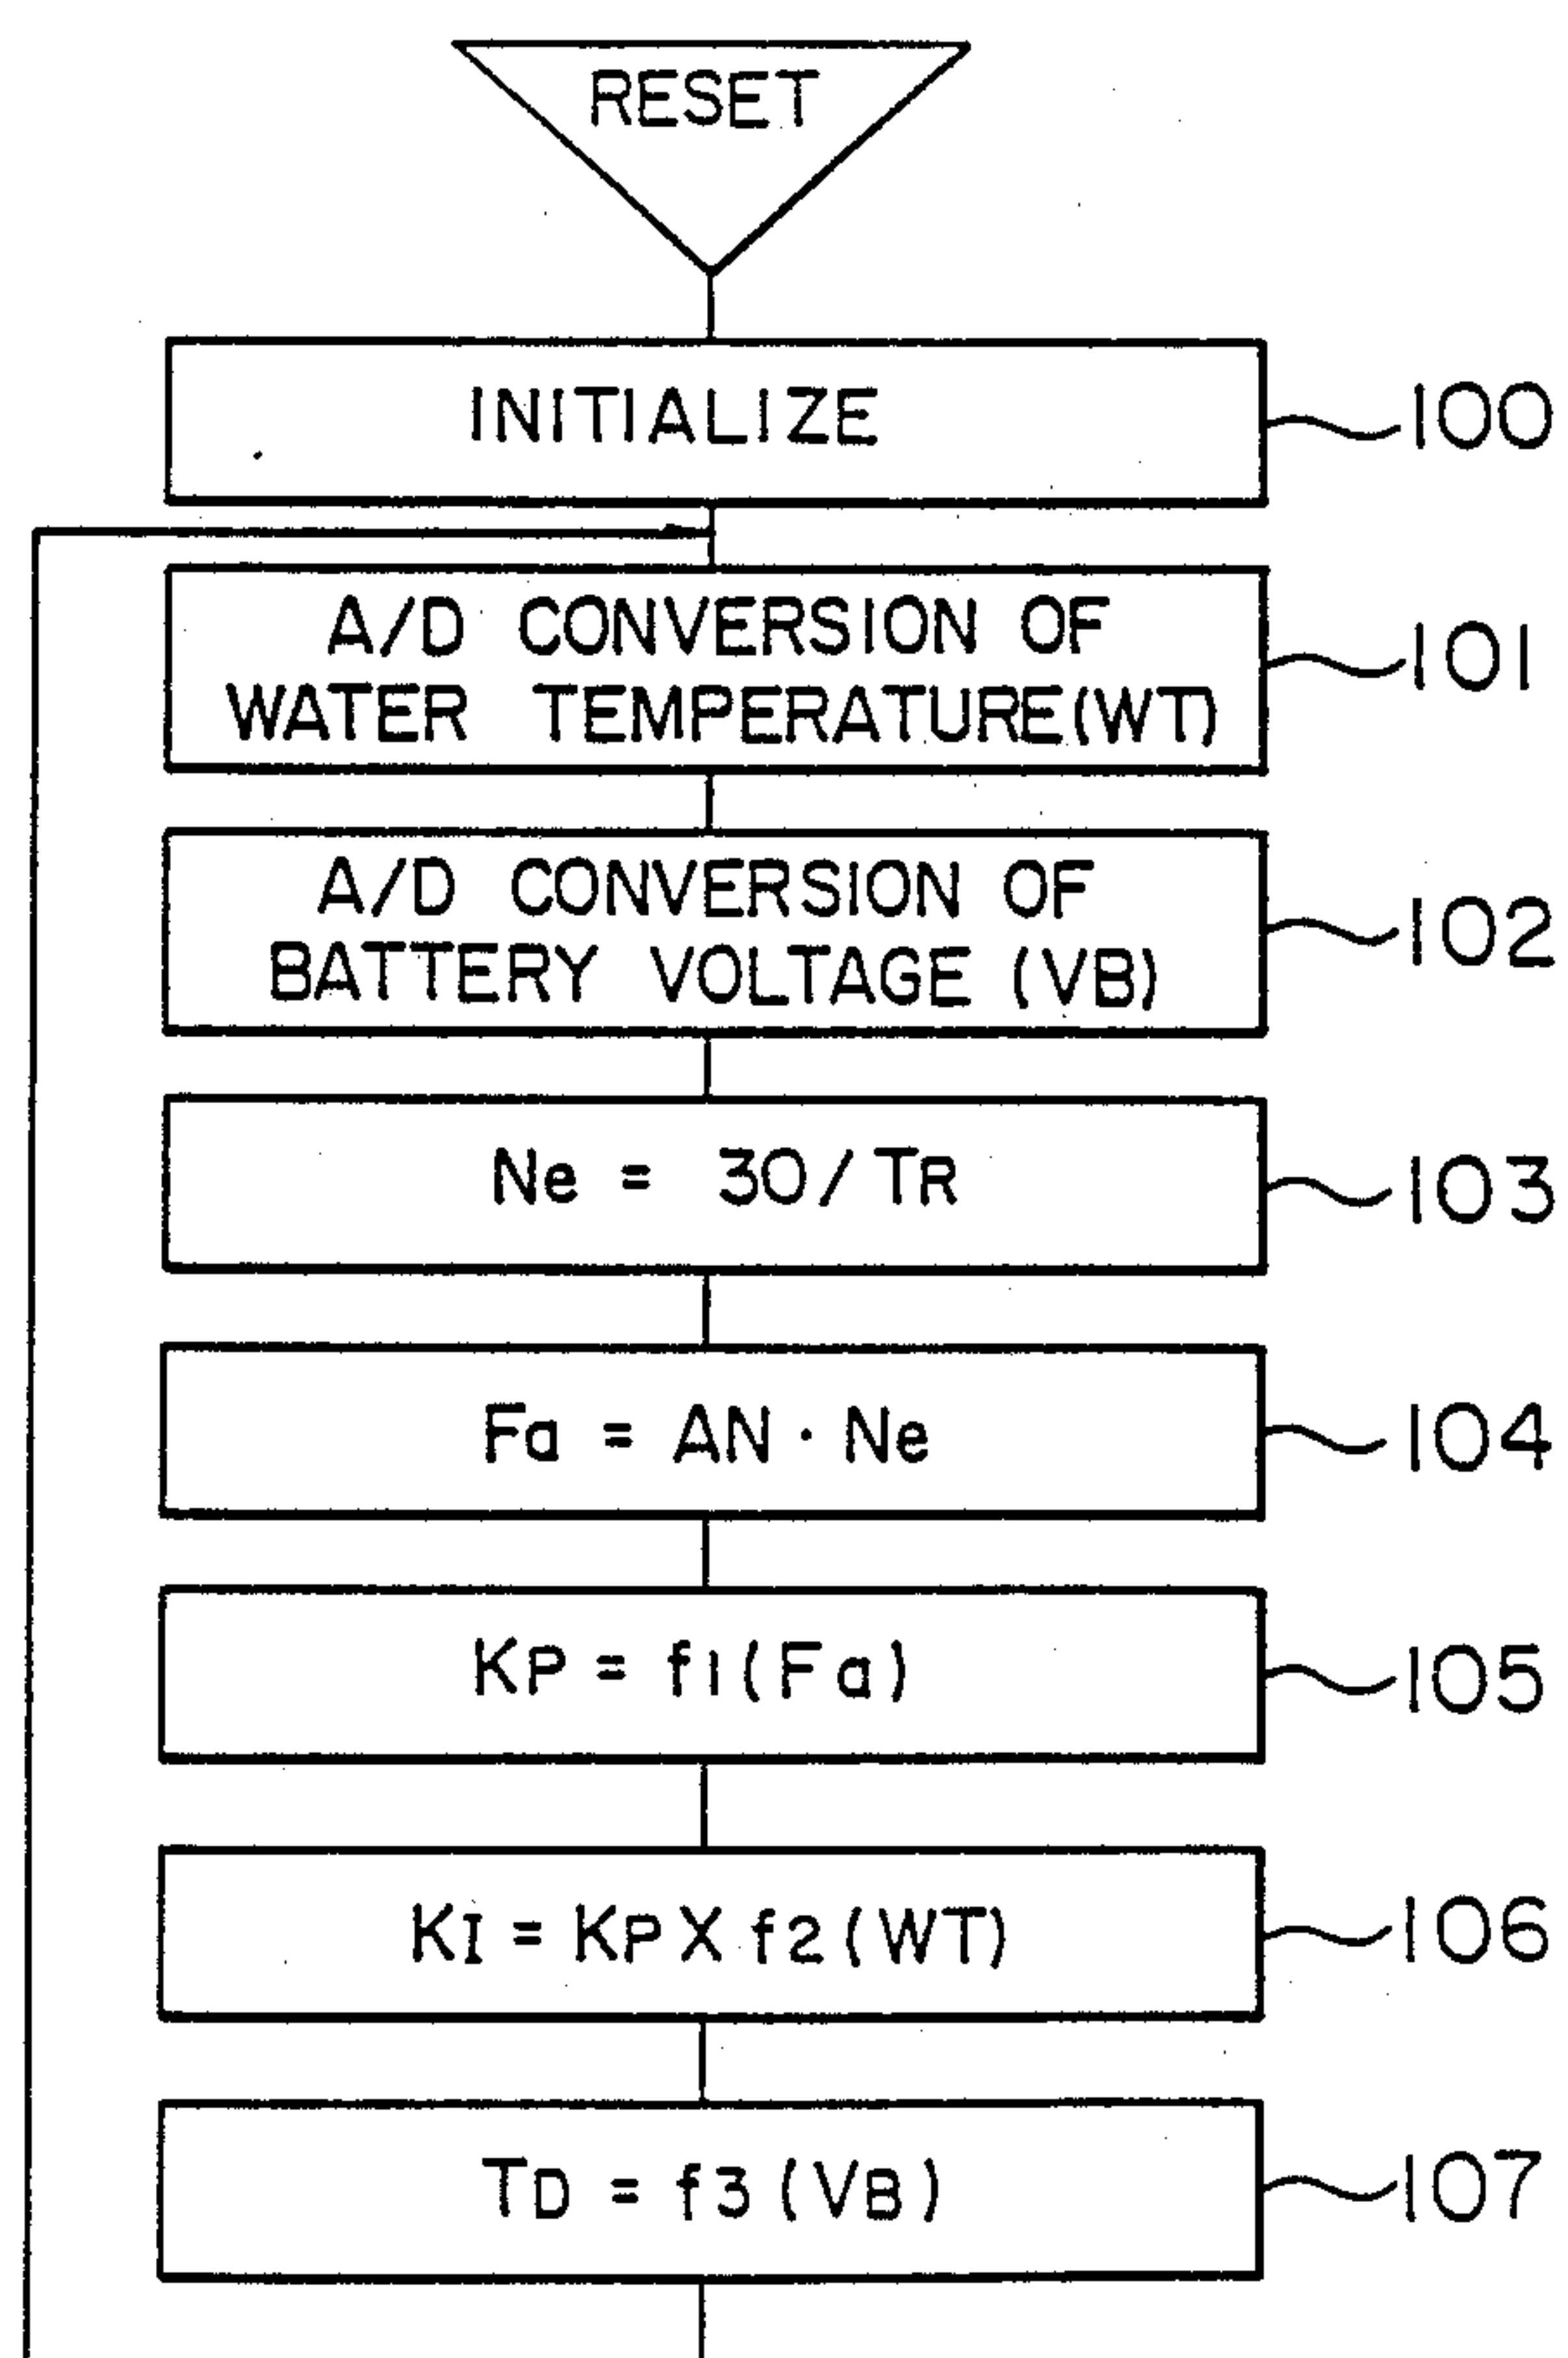 RESET
INITIALIZE
100
A/D CONVERSION OF
WATER TEMPERATURE(WT)
101
A/D CONVERSION OF
BATTERY VOLTAGE (VB)
102
Ne = 30/TR
103
Fa = AN · Ne
104
KP = f1(Fa)
105
KI = KP X f2(WT)
106
TD = f3(VB)
107